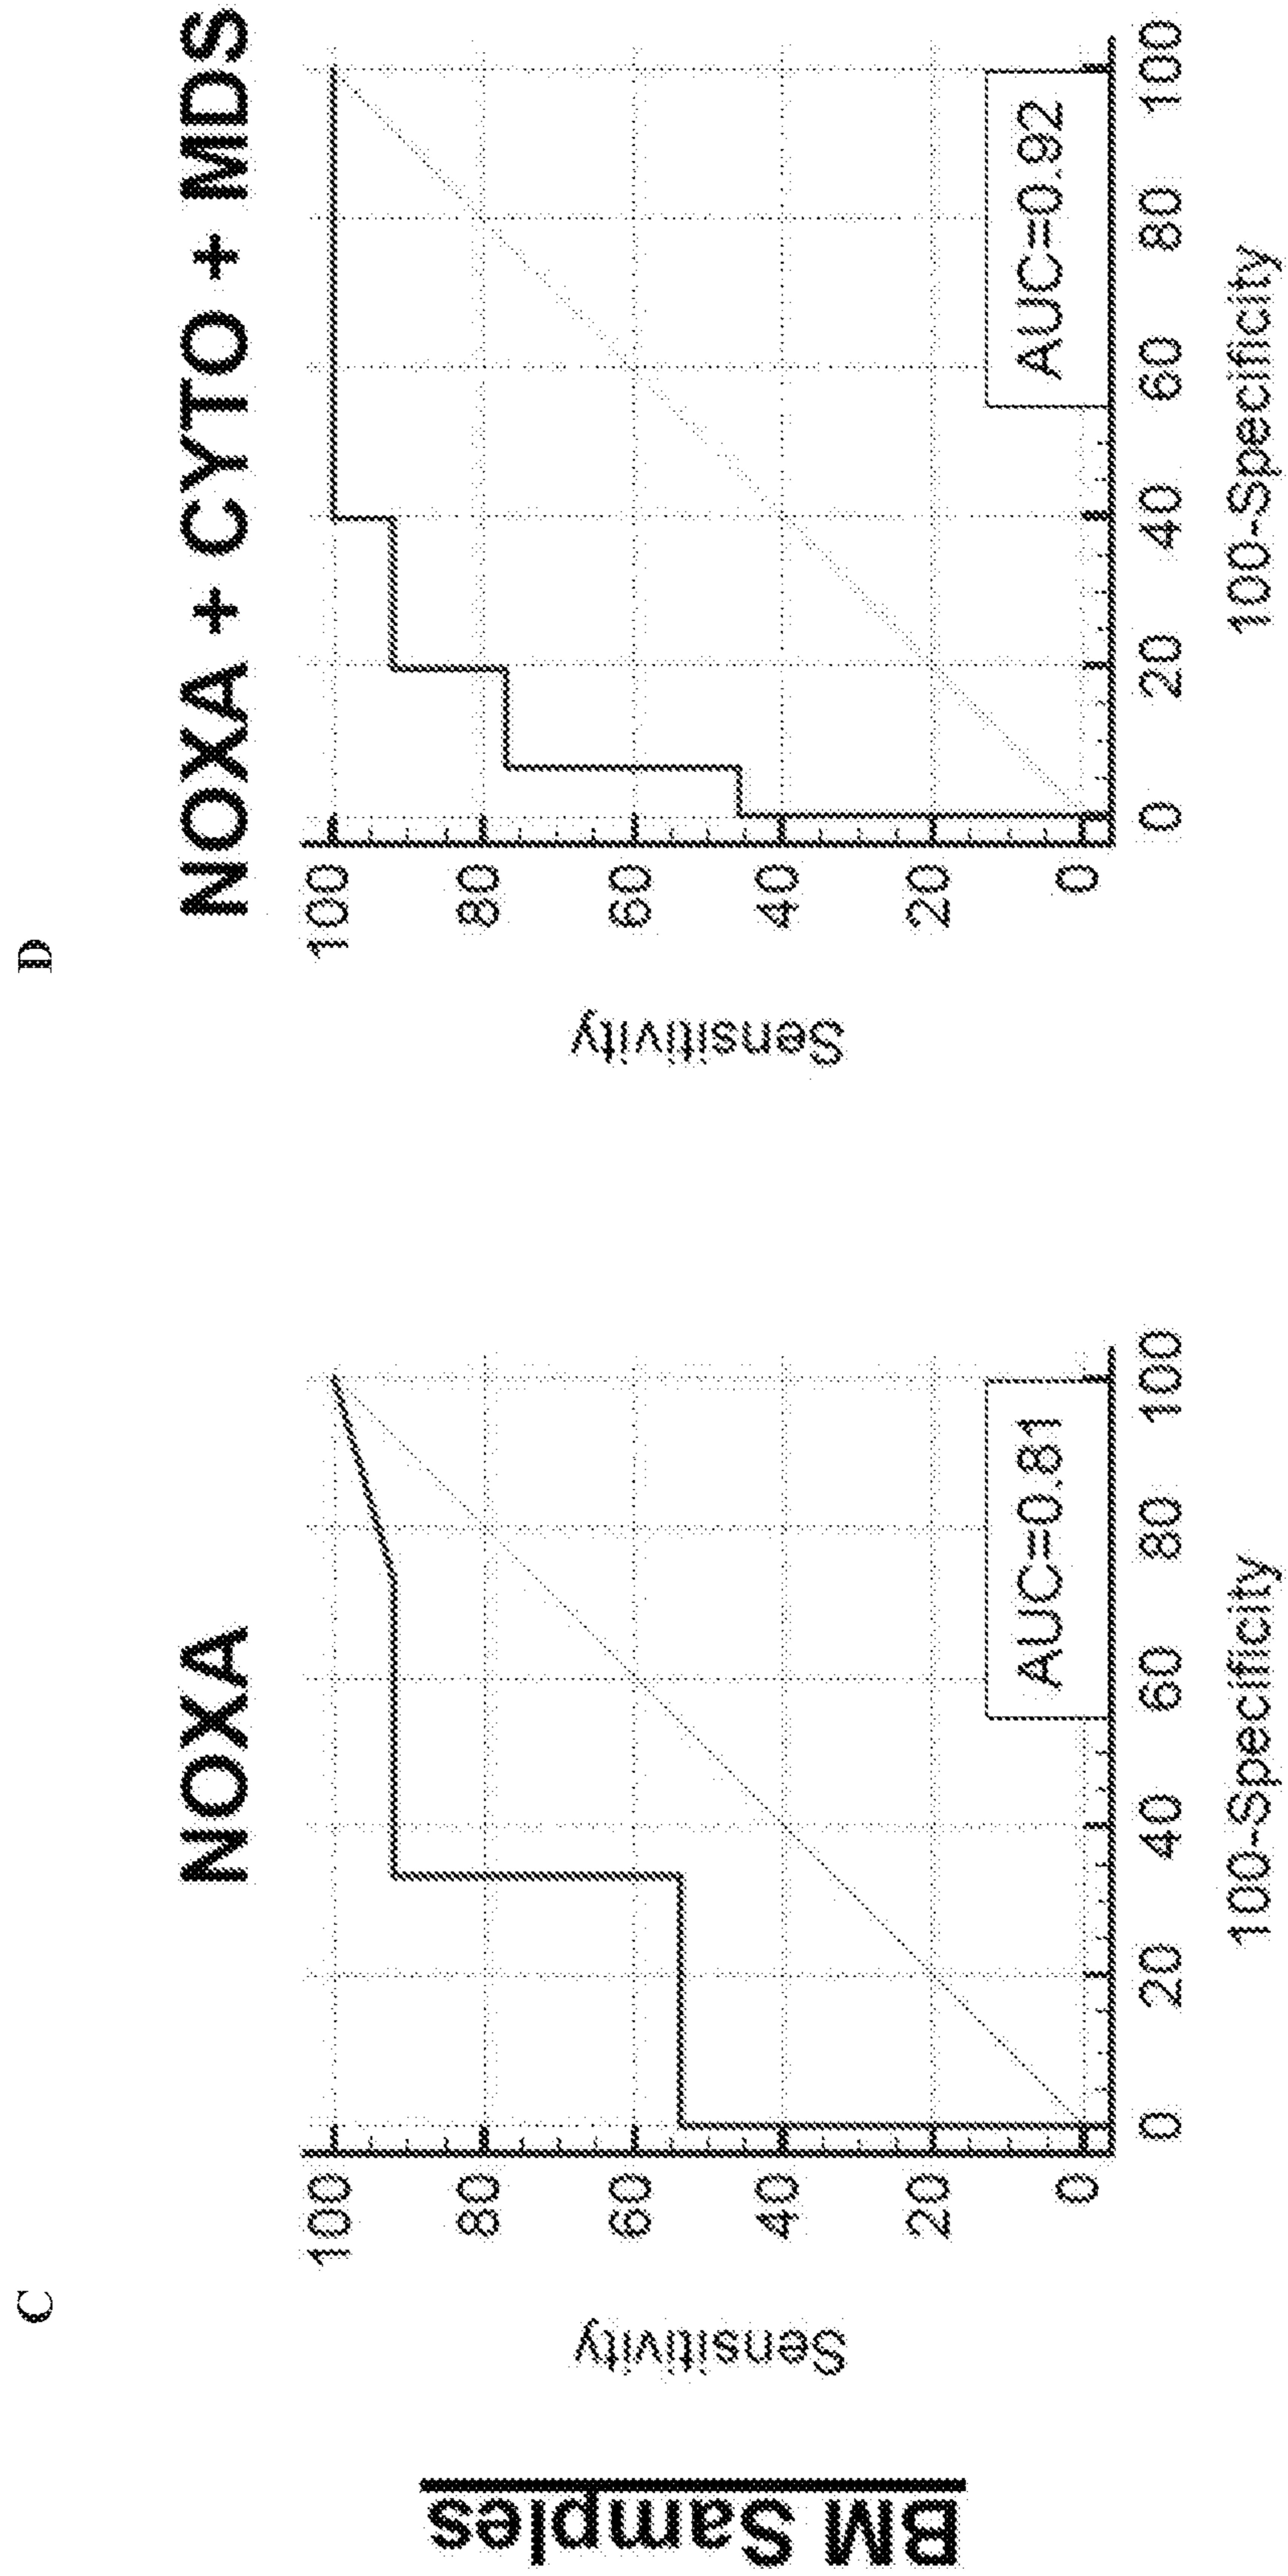 BM Samples
C
NOXA
Sensitivity
100
80
60
40
20
0
0 20 40 60 80 100
100-Specificity
AUC=0.81
D
NOXA + CYTO + MDS
Sensitivity
100
80
60
40
20
0
0 20 40 60 80 100
100-Specificity
AUC=0.92